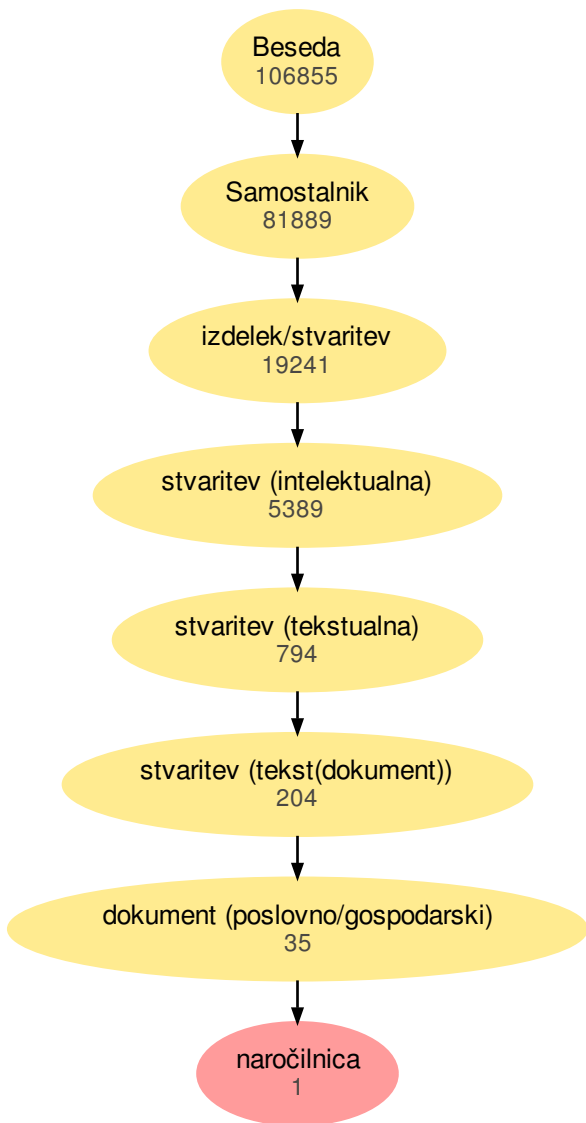 Beseda
106855
Samostalnik
81889
izdelek/stvaritev
19241
stvaritev (intelektualna)
5389
stvaritev (tekstualna)
794
stvaritev (tekst(dokument))
204
dokument (poslovno/gospodarski)
35
naročilnica
1